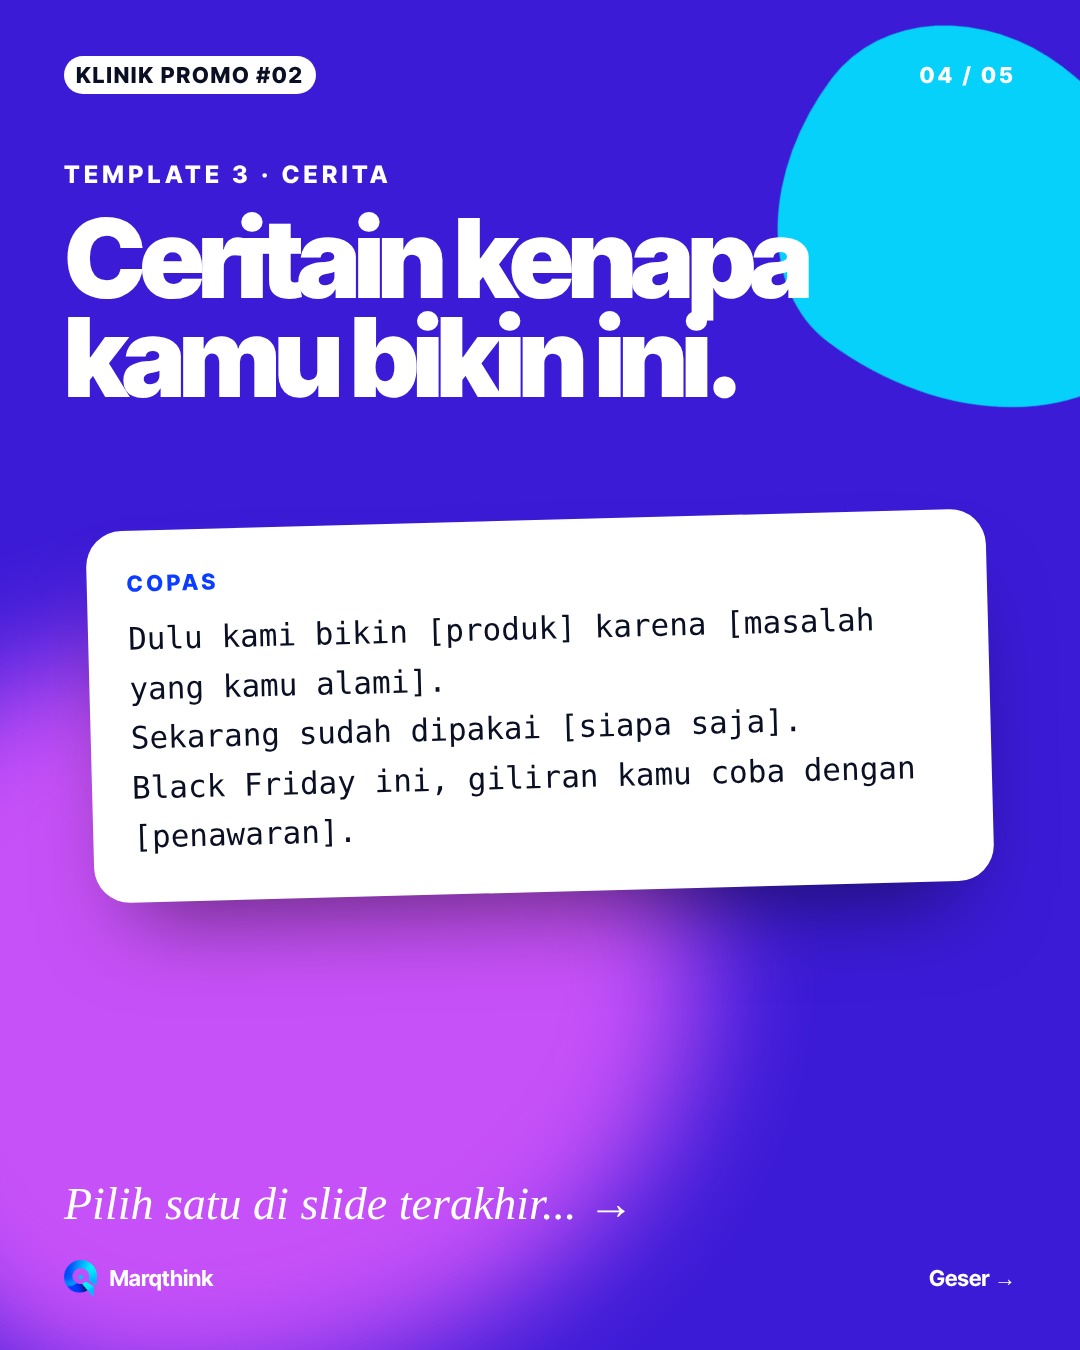 KLINIK PROMO #02
04 / 05
TEMPLATE 3 · CERITA
Ceritain kenapa
kamu bikin ini.
COPAS
Dulu kami bikin [produk] karena [masalah
yang kamu alami].
Sekarang sudah dipakai [siapa saja].
Black Friday ini, giliran kamu coba dengan
[penawaran].
Pilih satu di slide terakhir... →
Marqthink
Geser →